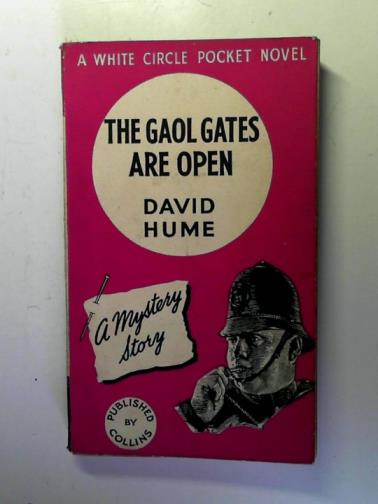 A WHITE CIRCLE POCKET NOVEL
THE GAOL GATES
ARE OPEN
DAVID
HUME
A Mystery
Story
PUBLISHED
BY
COLLINS